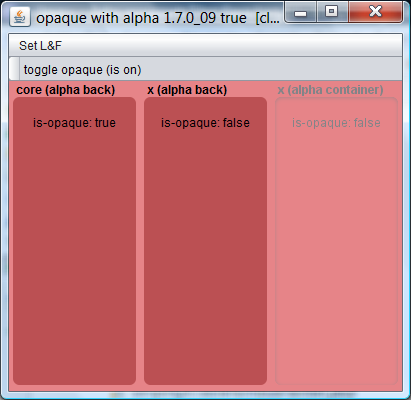 opaque with alpha 1.7.0_09 true [cl...
Set L&F
toggle opaque (is on)
core (alpha back) x (alpha back) x (alpha container)
is-opaque: true is-opaque: false is-opaque: false